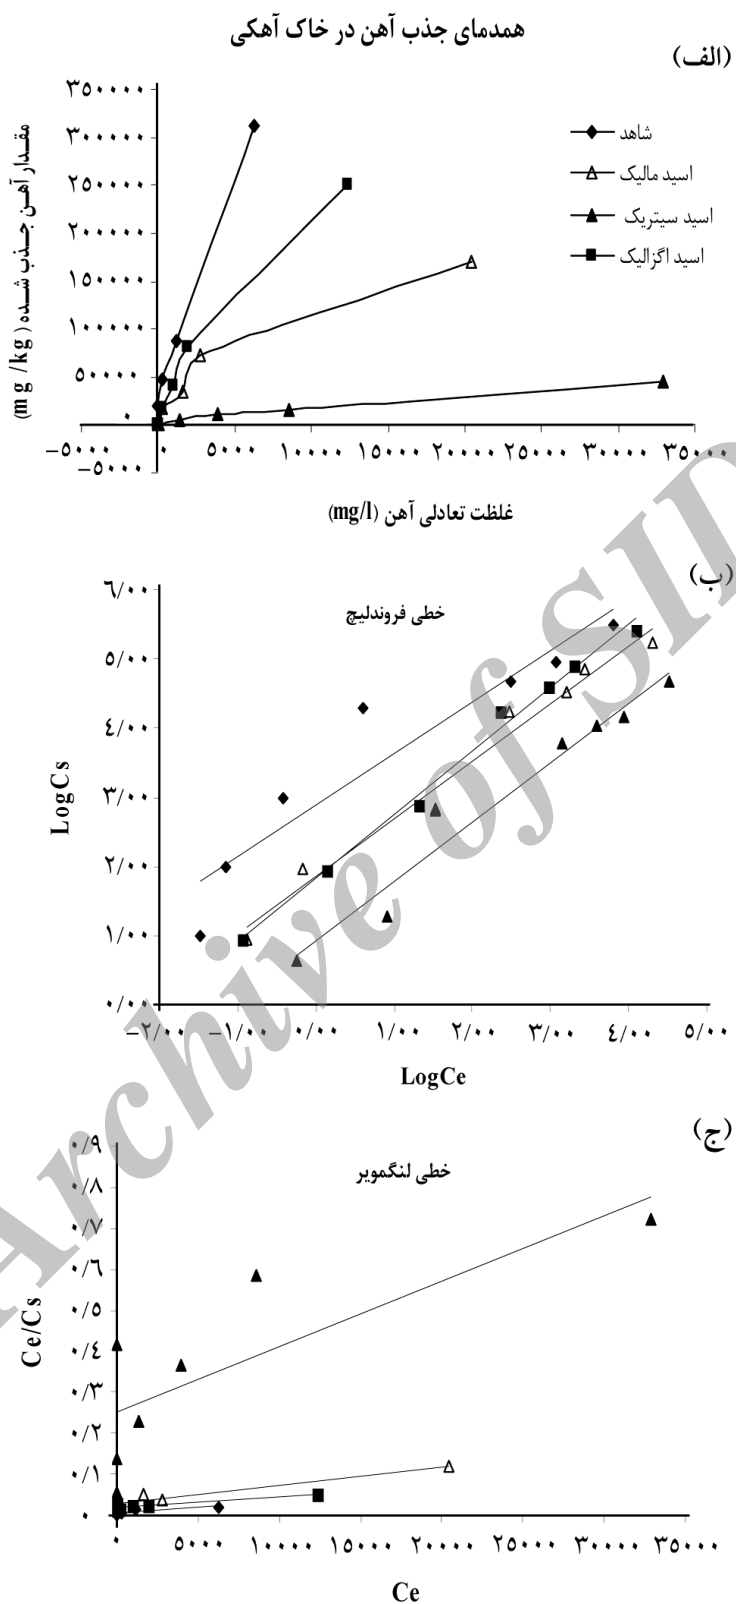 همدمای جذب آهن در خاک آهکی
(الف)
۳۵۰۰۰۰
۳۰۰۰۰۰
۲۵۰۰۰۰
۲۰۰۰۰۰
۱۵۰۰۰۰
۱۰۰۰۰۰
۵۰۰۰۰
۰
−۵۰۰۰۰
مقدار آهن جذب شده (mg /kg)
شاهد
اسید مالیک
اسید سیتریک
اسید اگزالیک
−۵۰۰۰ ۰ ۵۰۰۰ ۱۰۰۰۰ ۱۵۰۰۰ ۲۰۰۰۰ ۲۵۰۰۰ ۳۰۰۰۰ ۳۵۰۰۰
غلظت تعادلی آهن (mg/l)
(ب)
خطی فروندلیچ
۶/۰۰
۵/۰۰
۴/۰۰
۳/۰۰
۲/۰۰
۱/۰۰
۰/۰۰
LogCs
−۲/۰۰ −۱/۰۰ ۰/۰۰ ۱/۰۰ ۲/۰۰ ۳/۰۰ ۴/۰۰ ۵/۰۰
LogCe
(ج)
خطی لنگمویر
۰/۹
۰/۸
۰/۷
۰/۶
۰/۵
۰/۴
۰/۳
۰/۲
۰/۱
۰
Ce/Cs
۰ ۵۰۰۰ ۱۰۰۰۰ ۱۵۰۰۰ ۲۰۰۰۰ ۲۵۰۰۰ ۳۰۰۰۰ ۳۵۰۰۰
Ce
Archive of SID